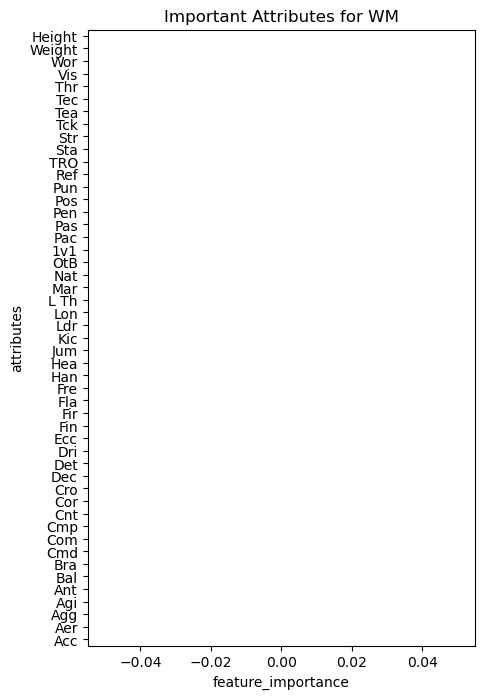 Important Attributes for WM
Height
Weight
Wor
Vis
Thr
Tec
Tea
Tck
Str
Sta
TRO
Ref
Pun
Pos
Pen
Pas
Pac
1v1
OtB
Nat
Mar
L Th
Lon
Ldr
Kic
Jum
Hea
Han
Fre
Fla
Fir
Fin
Ecc
Dri
Det
Dec
Cro
Cor
Cnt
Cmp
Com
Cmd
Bra
Bal
Ant
Agi
Agg
Aer
Acc
attributes
−0.04 −0.02 0.00 0.02 0.04
feature_importance